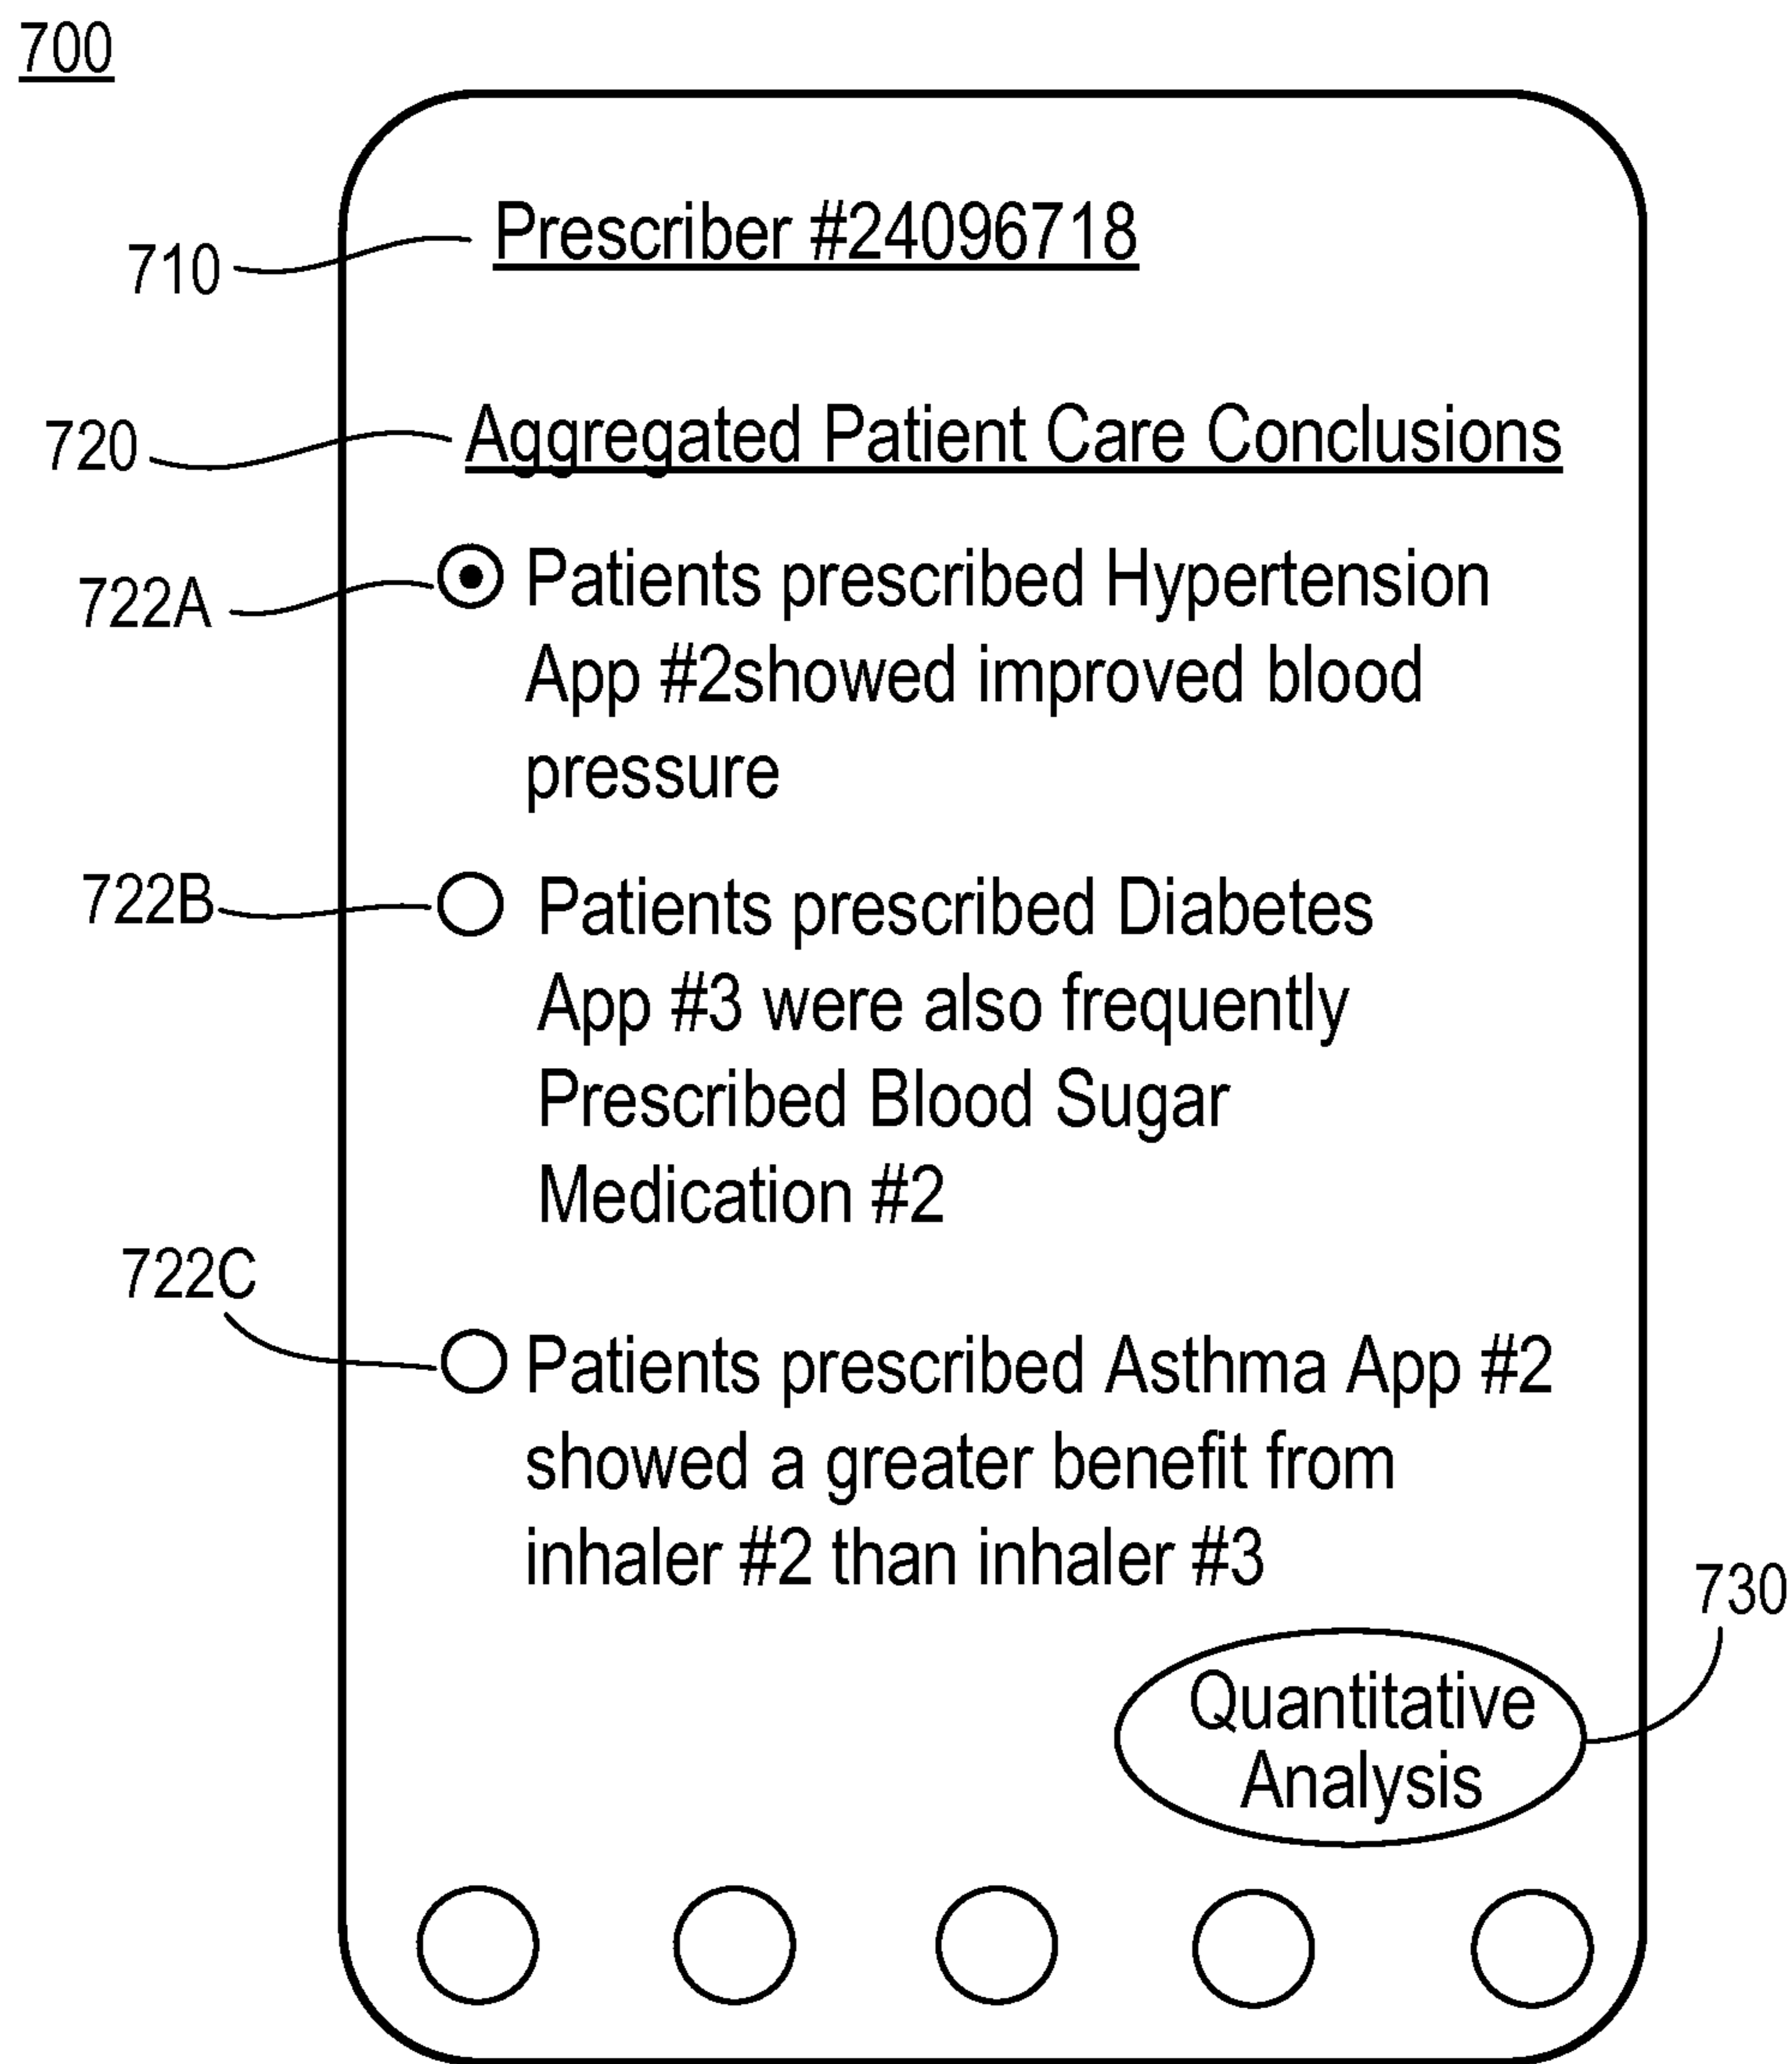 700
710
Prescriber #24096718
720
Aggregated Patient Care Conclusions
722A
Patients prescribed Hypertension
App #2showed improved blood
pressure
722B
Patients prescribed Diabetes
App #3 were also frequently
Prescribed Blood Sugar
Medication #2
722C
Patients prescribed Asthma App #2
showed a greater benefit from
inhaler #2 than inhaler #3
730
Quantitative
Analysis